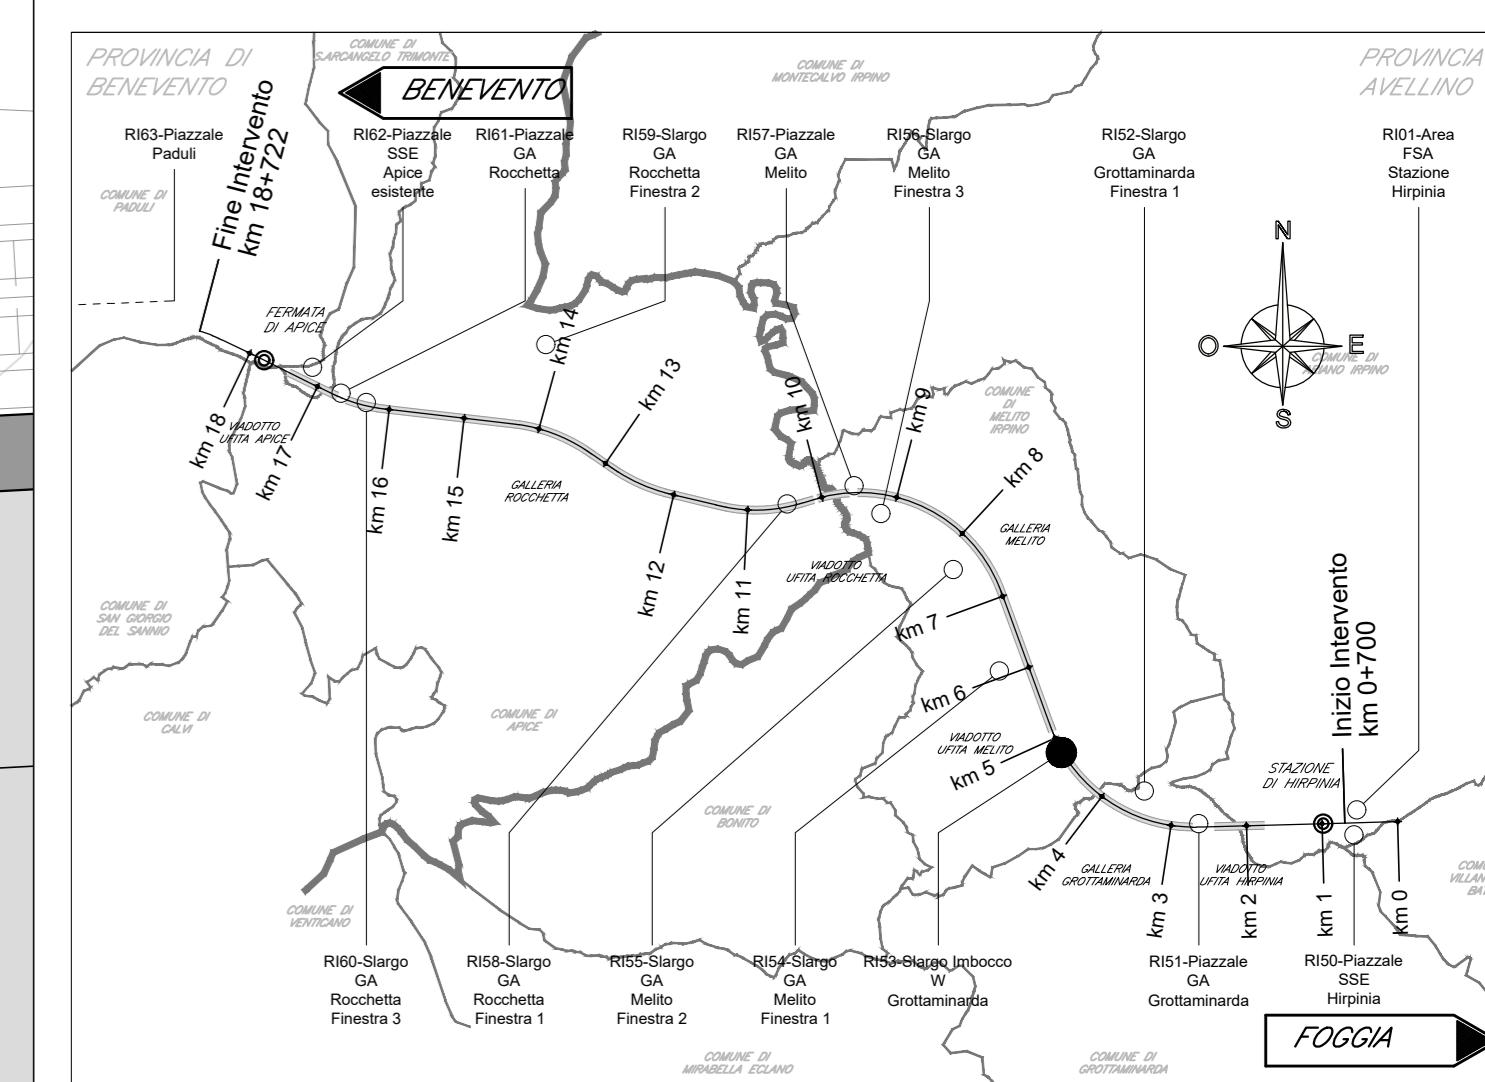 PROVINCIA DI
BENEVENTO
COMUNE DI
S.ARCANGELO TRIMONTE
BENEVENTO
COMUNE DI
MONTECALVO IRPINO
PROVINCIA
AVELLINO
RI63-Piazzale
Paduli
RI62-Piazzale
SSE
Apice
esistente
RI61-Piazzale
GA
Rocchetta
RI59-Slargo
GA
Rocchetta
Finestra 2
RI57-Piazzale
GA
Melito
RI56-Slargo
GA
Melito
Finestra 3
RI52-Slargo
GA
Grottaminarda
Finestra 1
RI01-Area
FSA
Stazione
Hirpinia
COMUNE DI
PADULI
Fine Intervento
km 18+722
N
O
E
S
FERMATA
DI APICE
COMUNE DI
ARIANO IRPINO
COMUNE
DI
MELITO
IRPINO
km 18
VIADOTTO
UFITA APICE
km 17
km 16
km 15
km 14
km 13
km 12
km 11
km 10
km 9
km 8
km 7
km 6
km 5
km 4
km 3
km 2
km 1
km 0
GALLERIA
ROCCHETTA
GALLERIA
MELITO
VIADOTTO
UFITA ROCCHETTA
COMUNE DI
SAN GIORGIO
DEL SANNIO
Inizio Intervento
km 0+700
COMUNE DI
CALVI
COMUNE DI
APICE
VIADOTTO
UFITA MELITO
STAZIONE
DI HIRPINIA
COMUNE DI
BONITO
GALLERIA
GROTTAMINARDA
VIADOTTO
UFITA HIRPINIA
COMU
VILLAN
BAT
COMUNE DI
VENTICANO
RI60-Slargo
GA
Rocchetta
Finestra 3
RI58-Slargo
GA
Rocchetta
Finestra 1
RI55-Slargo
GA
Melito
Finestra 2
RI54-Slargo
GA
Melito
Finestra 1
RI53-Slargo Imbocco
W
Grottaminarda
RI51-Piazzale
GA
Grottaminarda
RI50-Piazzale
SSE
Hirpinia
FOGGIA
COMUNE DI
MIRABELLA ECLANO
COMUNE DI
GROTTAMINARDA